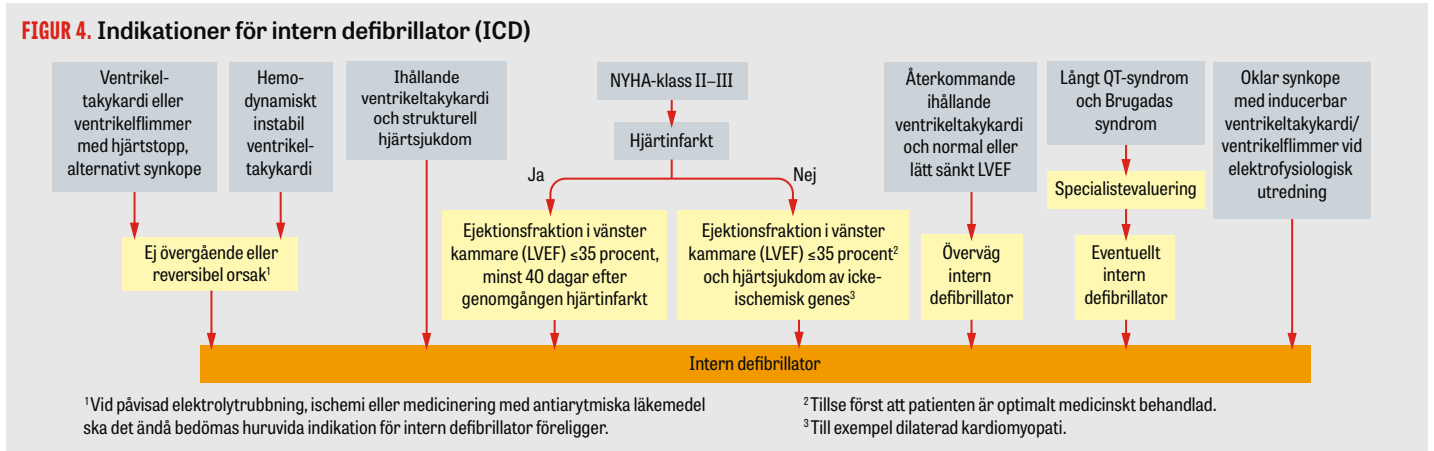 FIGUR 4. Indikationer för intern defibrillator (ICD)
Ventrikel-
takykardi eller
ventrikelflimmer
med hjärtstopp,
alternativt synkope
Hemo-
dynamiskt
instabil
ventrikel-
takykardi
Ej övergående eller
reversibel orsak¹
Ihållande
ventrikeltakykardi
och strukturell
hjärtsjukdom
NYHA-klass II–III
Hjärtinfarkt
Ja
Nej
Ejektionsfraktion i vänster
kammare (LVEF) ≤35 procent,
minst 40 dagar efter
genomgången hjärtinfarkt
Ejektionsfraktion i vänster
kammare (LVEF) ≤35 procent²
och hjärtsjukdom av icke-
ischemisk genes³
Återkommande
ihållande
ventrikeltakykardi
och normal eller
lätt sänkt LVEF
Överväg
intern
defibrillator
Långt QT-syndrom
och Brugadas
syndrom
Specialistevaluering
Eventuellt
intern
defibrillator
Oklar synkope
med inducerbar
ventrikeltakykardi/
ventrikelflimmer vid
elektrofysiologisk
utredning
Intern defibrillator
¹ Vid påvisad elektrolytrubbning, ischemi eller medicinering med antiarytmiska läkemedel
ska det ändå bedömas huruvida indikation för intern defibrillator föreligger.
² Tillse först att patienten är optimalt medicinskt behandlad.
³ Till exempel dilaterad kardiomyopati.